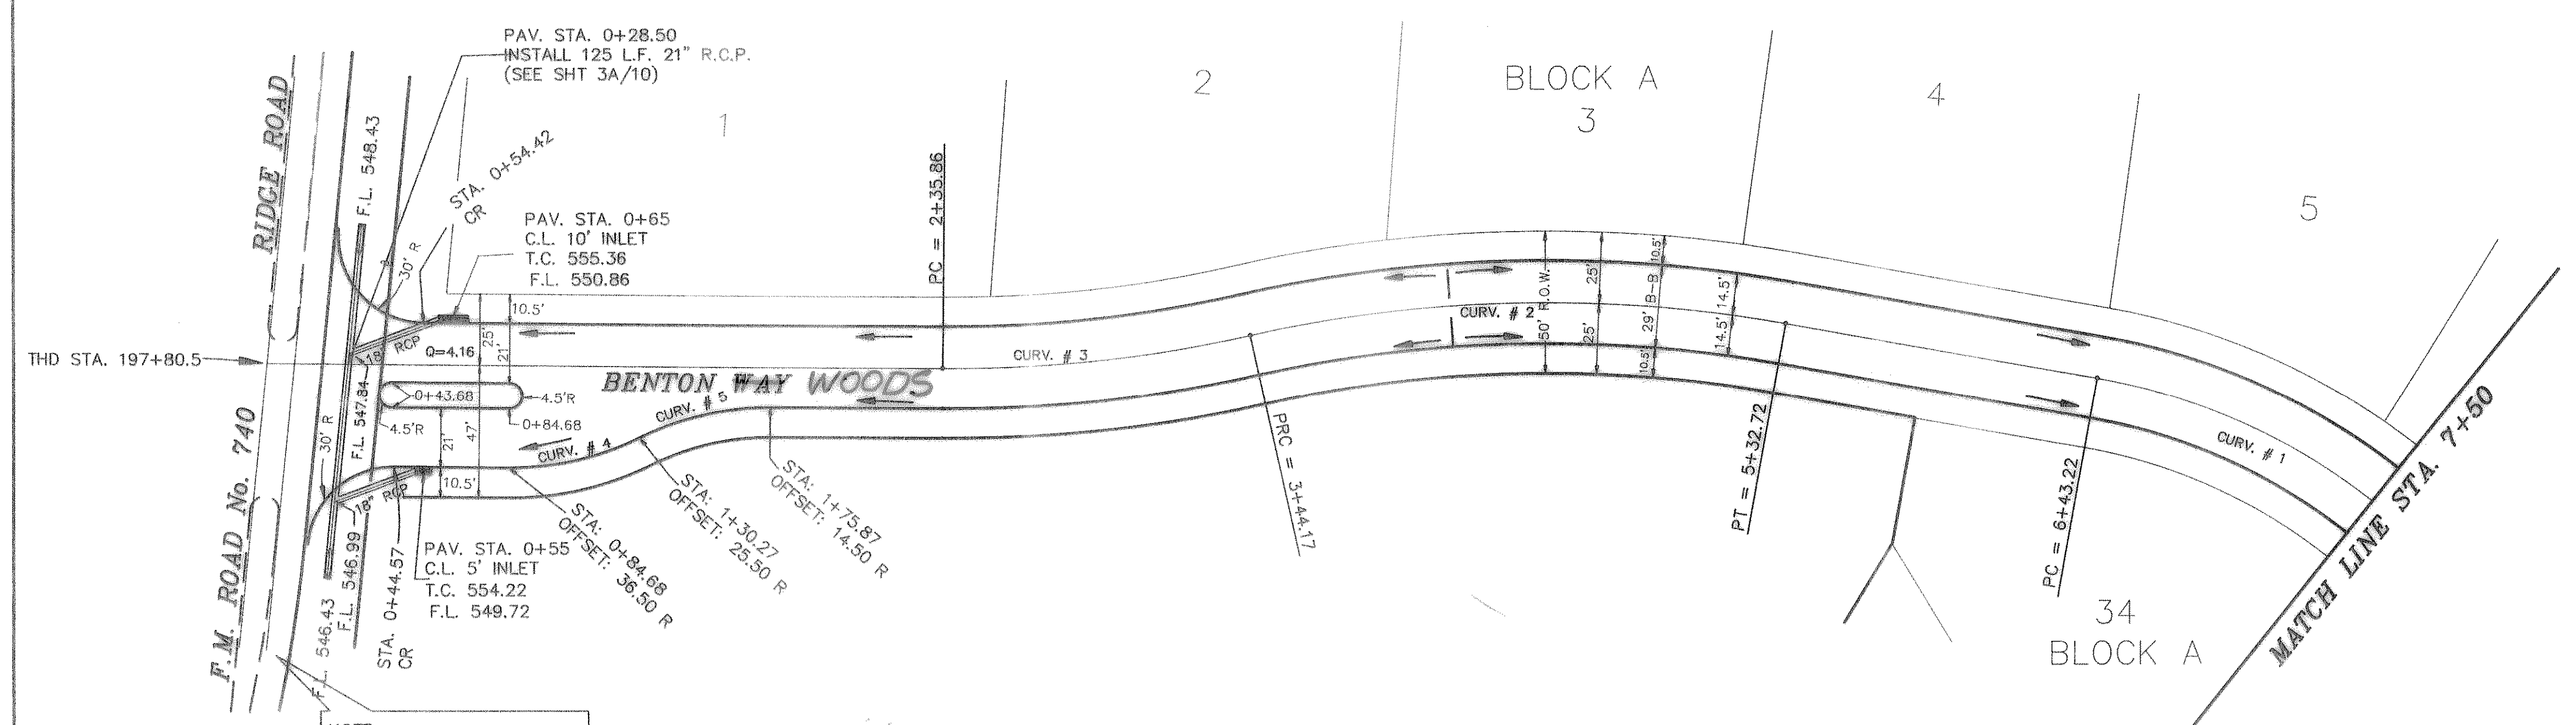 PAV. STA. 0+28.50
INSTALL 125 L.F. 21" R.C.P.
(SEE SHT 3A/10)
RIDGE ROAD
F.L. 548.43
STA. 0+54.42
CR
30' R
PAV. STA. 0+65
C.L. 10' INLET
T.C. 555.36
F.L. 550.86
1
2
BLOCK A
3
4
5
PC = 2+35.86
10.5'
25'
21'
18"
RCP
Q=4.16
THD STA. 197+80.5
BENTON WAY WOODS
CURV. # 3
CURV. # 2
50' R.O.W.
25'
25'
10.5'
29' B-B
10.5'
14.5'
14.5'
F.L. 547.84
0+43.68
4.5'R
4.5'R
0+84.68
21'
47'
10.5'
CURV. # 4
CURV. # 5
30' R
18" RCP
F.M. ROAD No. 740
F.L. 546.99
F.L. 546.43
STA. 0+44.57
CR
PAV. STA. 0+55
C.L. 5' INLET
T.C. 554.22
F.L. 549.72
STA: 0+84.68
OFFSET: 36.50 R
STA: 1+30.27
OFFSET: 25.50 R
STA: 1+75.87
OFFSET: 14.50 R
PRC = 3+44.17
PT = 5+32.72
PC = 6+43.22
CURV. # 1
34
BLOCK A
MATCH LINE STA. 7+50